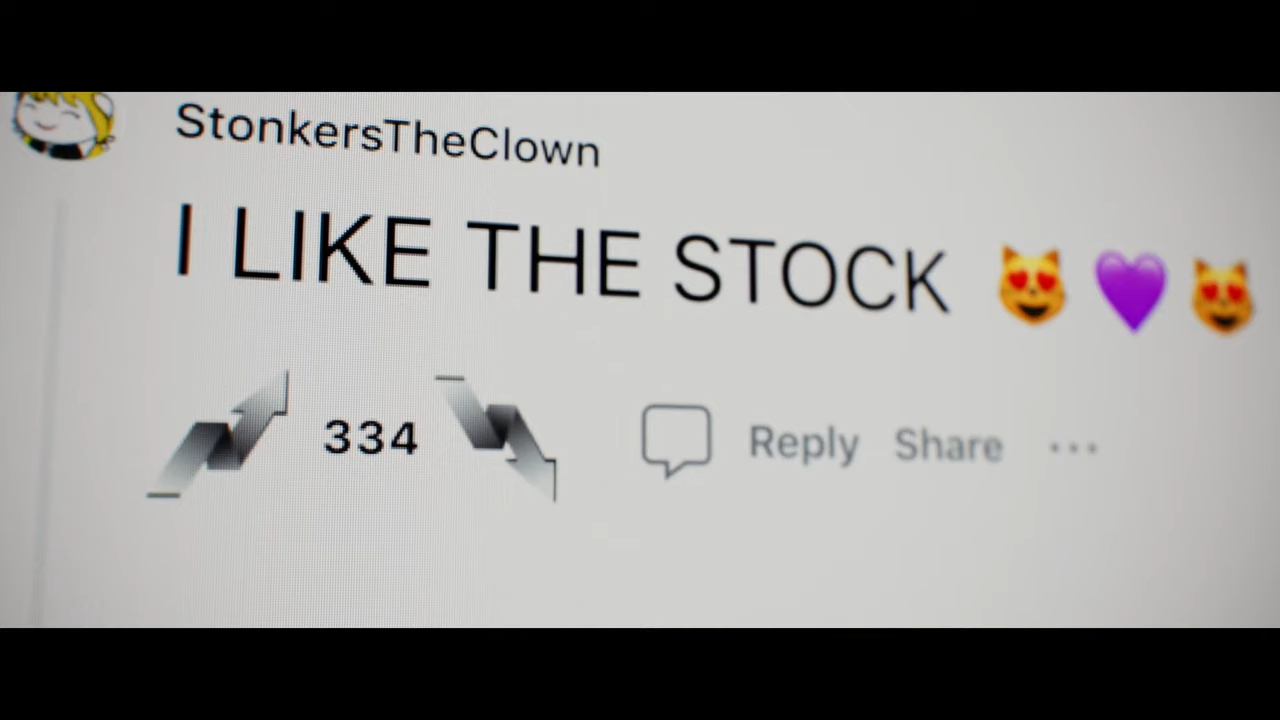 StonkersTheClown
I LIKE THE STOCK 😻 💜 😻
334 Reply Share ...